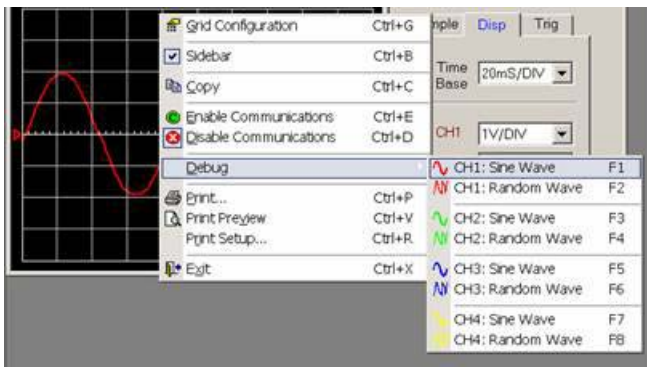 Grid Configuration Ctrl+G
Sidebar Ctrl+B
Copy Ctrl+C
Enable Communications Ctrl+E
Disable Communications Ctrl+D
Debug
Print... Ctrl+P
Print Preview Ctrl+V
Print Setup... Ctrl+R
Exit Ctrl+X
mple Disp Trig
Time
Base
20mS/DIV
CH1 1V/DIV
CH1: Sine Wave F1
CH1: Random Wave F2
CH2: Sine Wave F3
CH2: Random Wave F4
CH3: Sine Wave F5
CH3: Random Wave F6
CH4: Sine Wave F7
CH4: Random Wave F8